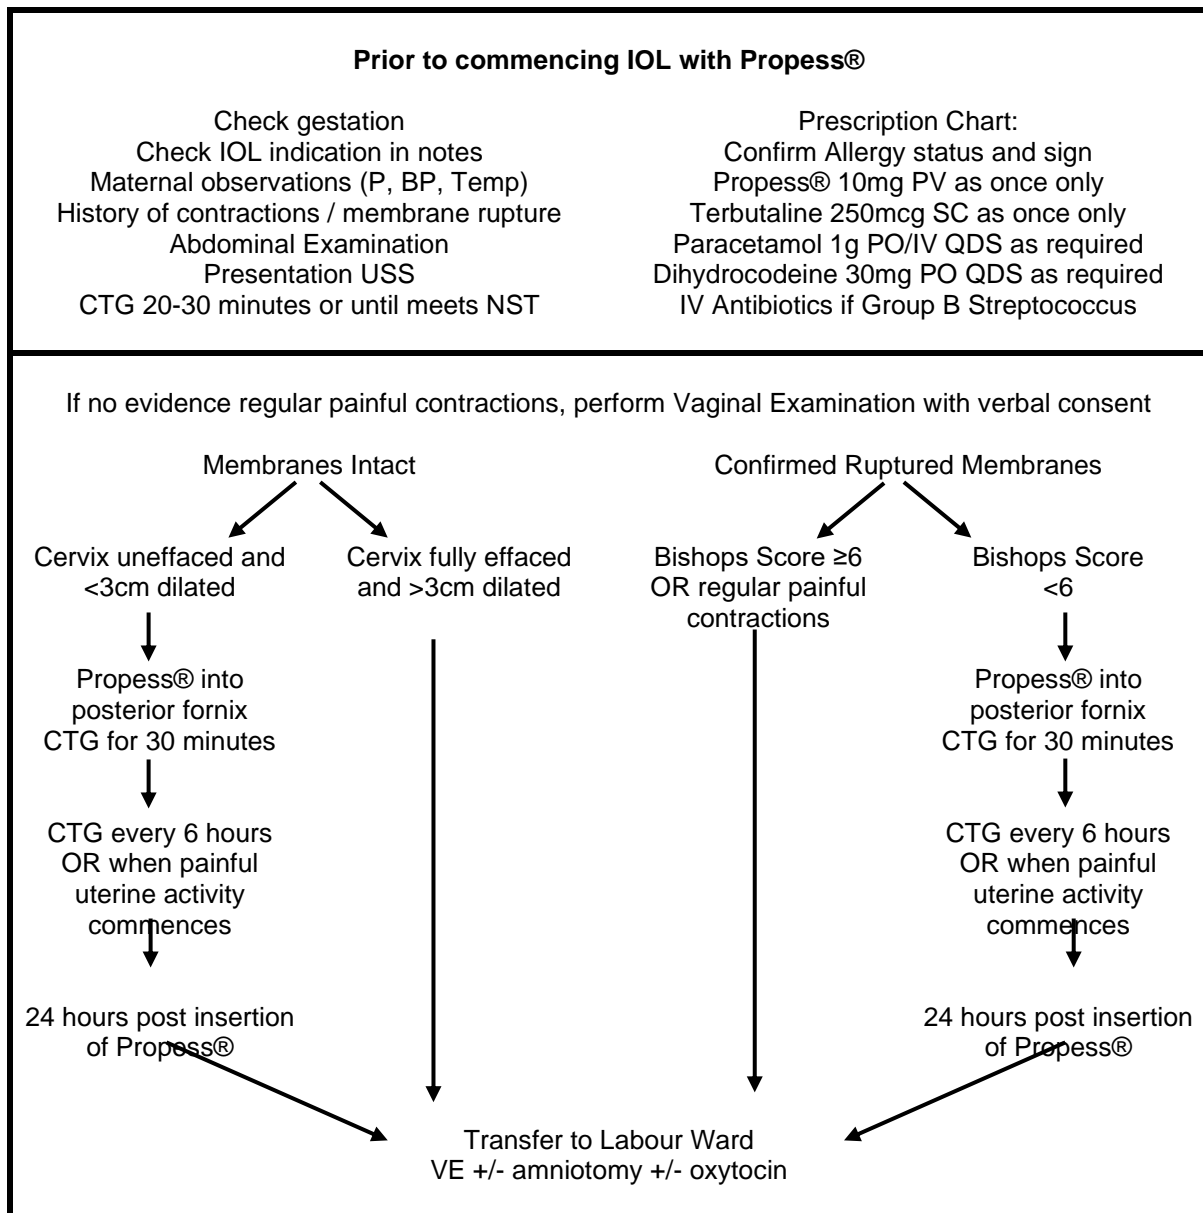 Prior to commencing IOL with Propess®
Check gestation
Check IOL indication in notes
Maternal observations (P, BP, Temp)
History of contractions / membrane rupture
Abdominal Examination
Presentation USS
CTG 20-30 minutes or until meets NST
Prescription Chart:
Confirm Allergy status and sign
Propess® 10mg PV as once only
Terbutaline 250mcg SC as once only
Paracetamol 1g PO/IV QDS as required
Dihydrocodeine 30mg PO QDS as required
IV Antibiotics if Group B Streptococcus
If no evidence regular painful contractions, perform Vaginal Examination with verbal consent
Membranes Intact
Cervix uneffaced and
<3cm dilated
Propess® into
posterior fornix
CTG for 30 minutes
CTG every 6 hours
OR when painful
uterine activity
commences
24 hours post insertion
of Propess®
Cervix fully effaced
and >3cm dilated
Confirmed Ruptured Membranes
Bishops Score ≥6
OR regular painful
contractions
Bishops Score
<6
Propess® into
posterior fornix
CTG for 30 minutes
CTG every 6 hours
OR when painful
uterine activity
commences
24 hours post insertion
of Propess®
Transfer to Labour Ward
VE +/- amniotomy +/- oxytocin